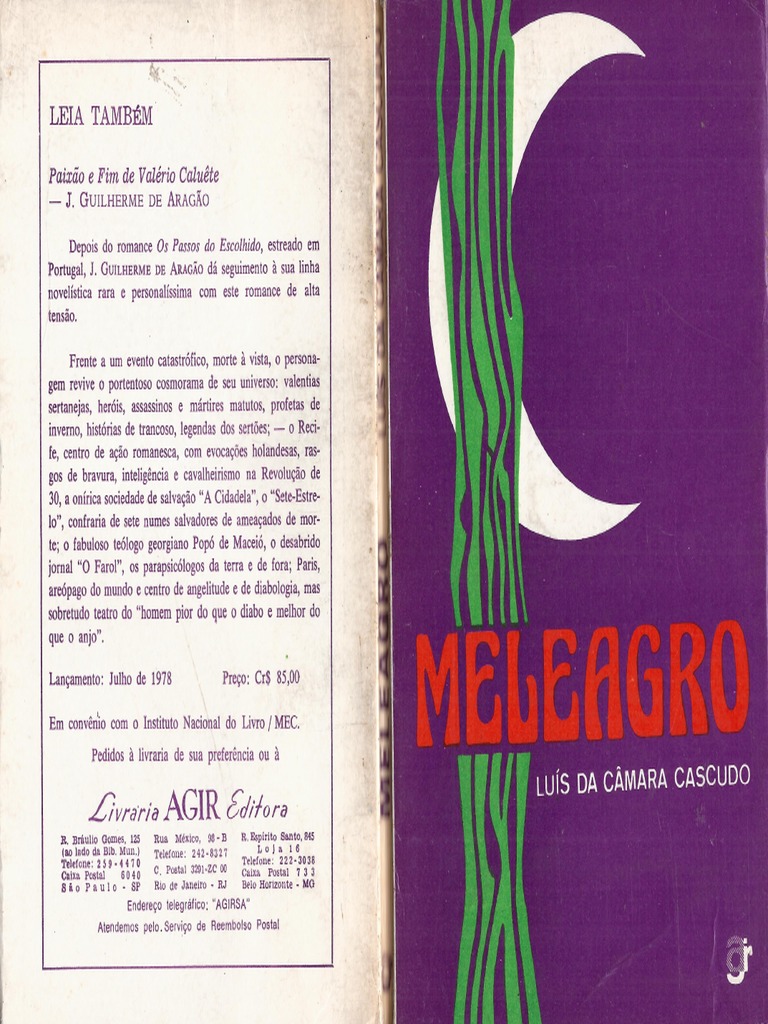 LEIA TAMBÉM
Paixão e Fim de Valério Caluête
— J. GUILHERME DE ARAGÃO
Depois do romance Os Passos do Escolhido, estreado em
Portugal, J. GUILHERME DE ARAGÃO dá seguimento à sua linha
novelística rara e personalíssima com este romance de alta
tensão.
Frente a um evento catastrófico, morte à vista, o persona-
gem revive o portentoso cosmorama de seu universo: valentias
sertanejas, heróis, assassinos e mártires matutos, profetas de
inverno, histórias de trancoso, legendas dos sertões; — o Reci-
fe, centro de ação romanesca, com evocações holandesas, ras-
gos de bravura, inteligência e cavalheirismo na Revolução de
30, a onírica sociedade de salvação “A Cidadela”, o “Sete-Estre-
lo”, confraria de sete numes salvadores de ameaçados de mor-
te; o fabuloso teólogo georgiano Popó de Maceió, o desabrido
jornal “O Farol”, os parapsicólogos da terra e de fora; Paris,
areópago do mundo e centro de angelitude e de diabologia, mas
sobretudo teatro do “homem pior do que o diabo e melhor do
que o anjo”.
Lançamento: Julho de 1978 Preço: Cr$ 85,00
Em convênio com o Instituto Nacional do Livro/MEC.
Pedidos à livraria de sua preferência ou à
Livraria AGIR Editora
R. Bráulio Gomes, 125 Rua México, 98-B R. Espírito Santo, 845
(ao lado da Bib. Mun.) Telefone: 242-8327 Loja 16
Telefone: 259-4470 C. Postal 3291-ZC 00 Telefone: 222-3038
Caixa Postal 6040 Rio de Janeiro - RJ Caixa Postal 733
São Paulo - SP Belo Horizonte - MG
Endereço telegráfico: "AGIRSA"
Atendemos pelo Serviço de Reembolso Postal
MELEAGRO
MELEAGRO
LUÍS DA CÂMARA CASCUDO